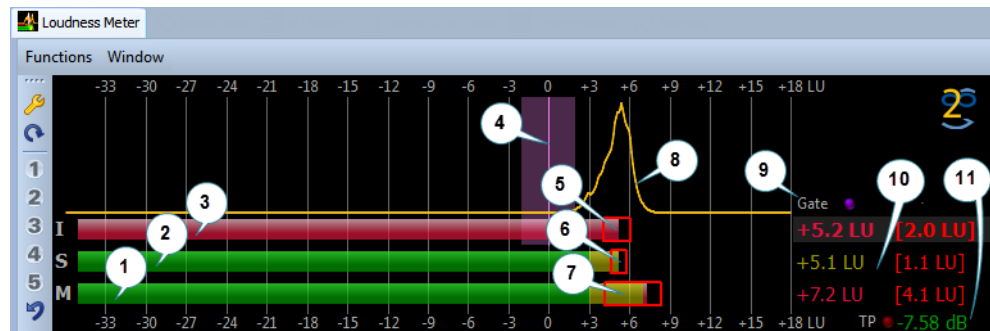 Loudness Meter
Functions Window
-33 -30 -27 -24 -21 -18 -15 -12 -9 -6 -3 0 +3 +6 +9 +12 +15 +18 LU
4
8
9
10
11
Gate
1
2
3
4
5
3
5
I
+5.2 LU [2.0 LU]
2
6
S
+5.1 LU [1.1 LU]
1
7
M
+7.2 LU [4.1 LU]
-33 -30 -27 -24 -21 -18 -15 -12 -9 -6 -3 0 +3 +6 +9 +12 +15 +18 LU
TP -7.58 dB